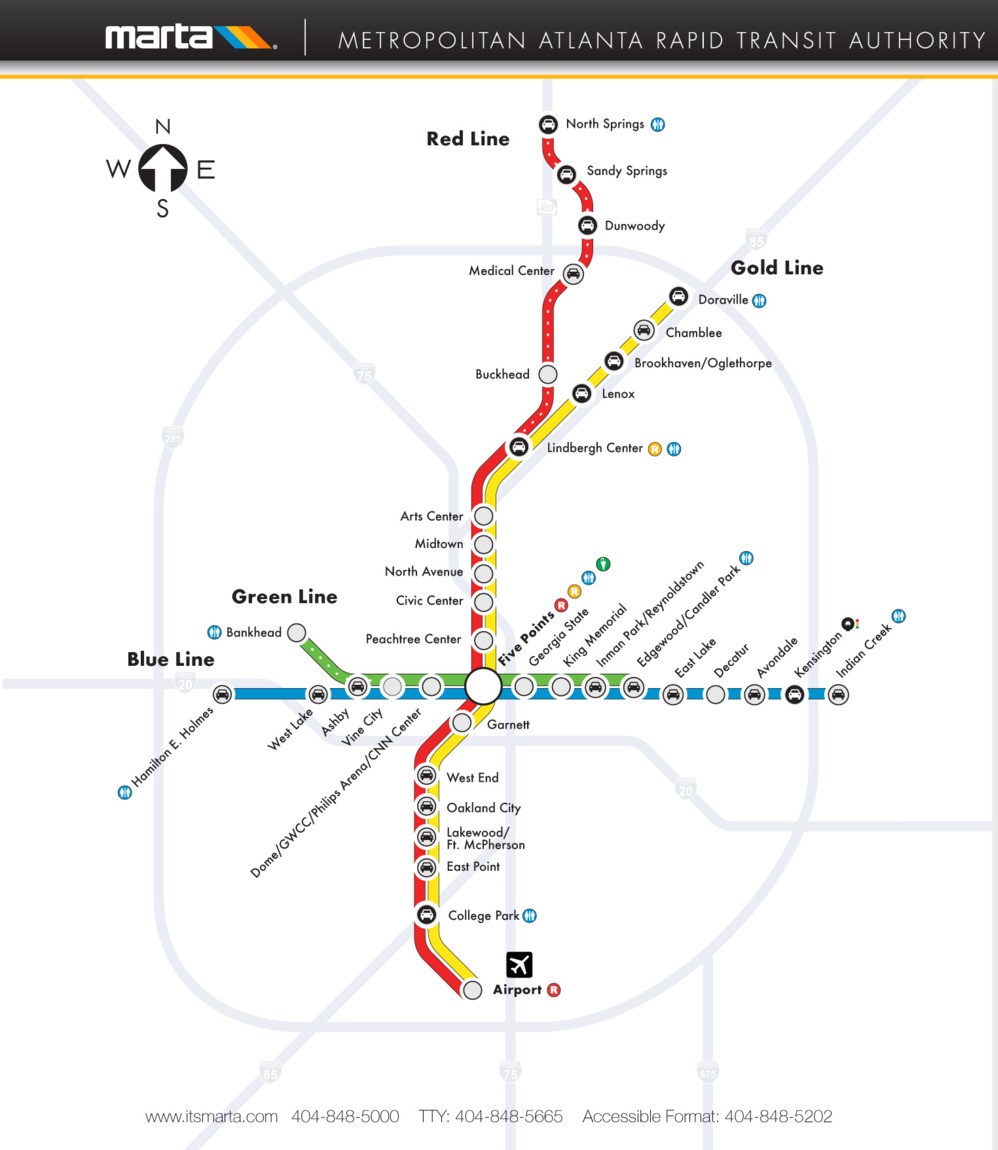 marta
METROPOLITAN ATLANTA RAPID TRANSIT AUTHORITY
N
W E
S
Red Line
North Springs
Sandy Springs
400
Dunwoody
85
Medical Center
Gold Line
Doraville
Chamblee
Brookhaven/Oglethorpe
75
Buckhead
Lenox
285
Lindbergh Center R
Arts Center
Midtown
North Avenue
Civic Center
Peachtree Center
Green Line
Bankhead
Blue Line
20
Five Points R R
Georgia State
King Memorial
Inman Park/Reynoldstown
Edgewood/Candler Park
East Lake
Decatur
Avondale
Kensington
Indian Creek
Hamilton E. Holmes
West Lake
Ashby
Vine City
Dome/GWCC/Philips Arena/CNN Center
Garnett
West End
20
Oakland City
Lakewood/
Ft. McPherson
East Point
College Park
Airport R
85
75
675
www.itsmarta.com 404-848-5000 TTY: 404-848-5665 Accessible Format: 404-848-5202